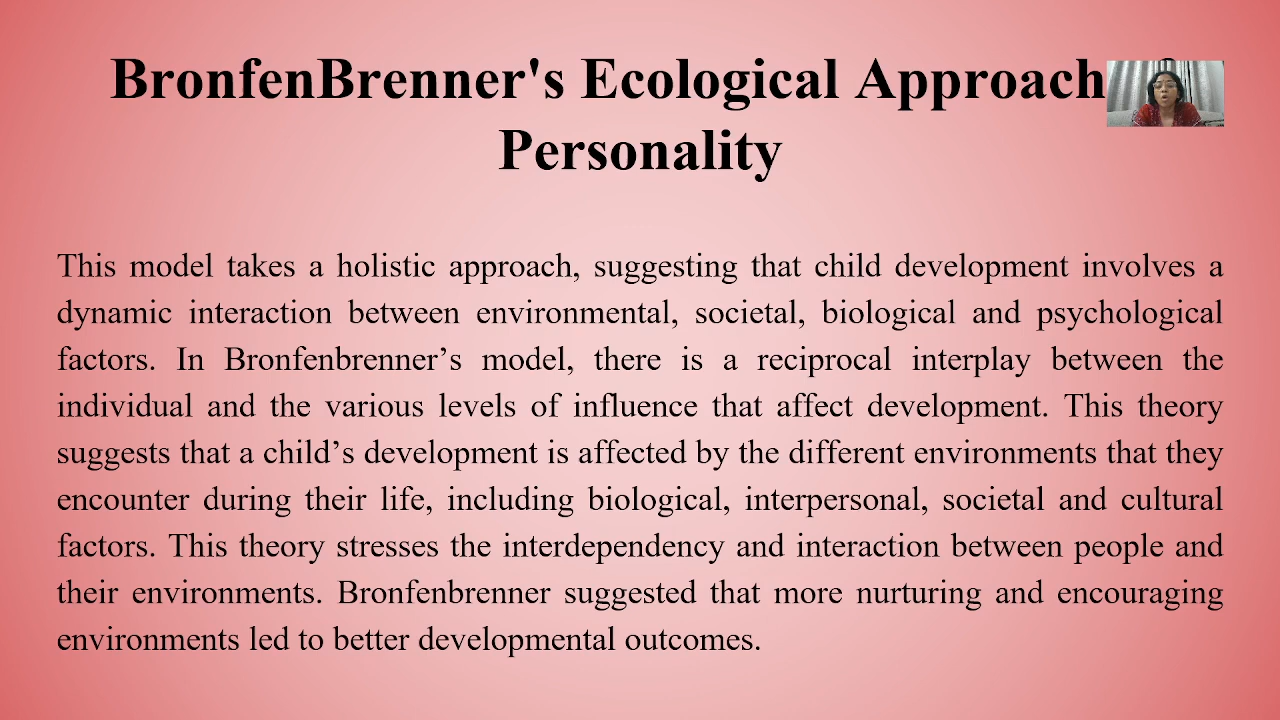 BronfenBrenner's Ecological Approach
Personality
This model takes a holistic approach, suggesting that child development involves a
dynamic interaction between environmental, societal, biological and psychological
factors. In Bronfenbrenner’s model, there is a reciprocal interplay between the
individual and the various levels of influence that affect development. This theory
suggests that a child’s development is affected by the different environments that they
encounter during their life, including biological, interpersonal, societal and cultural
factors. This theory stresses the interdependency and interaction between people and
their environments. Bronfenbrenner suggested that more nurturing and encouraging
environments led to better developmental outcomes.